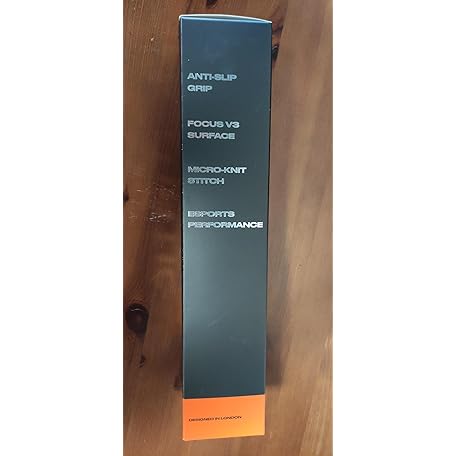 ANTI-SLIP
GRIP
FOCUS V3
SURFACE
MICRO-KNIT
STITCH
ESPORTS
PERFORMANCE
DESIGNED IN LONDON